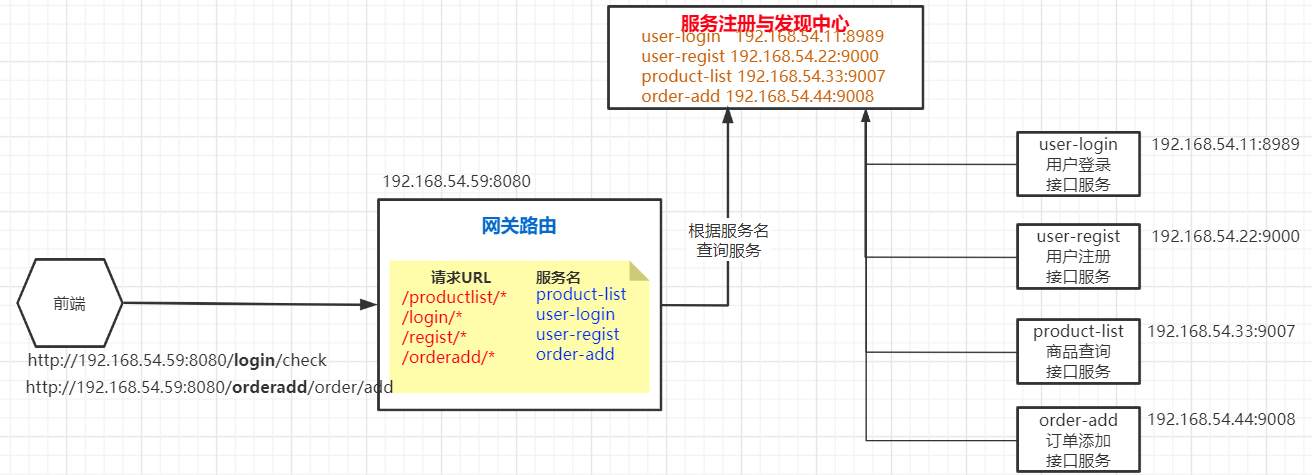 服务注册与发现中心
user-login 192.168.54.11:8989
user-regist 192.168.54.22:9000
product-list 192.168.54.33:9007
order-add 192.168.54.44:9008
user-login
用户登录
接口服务
192.168.54.11:8989
192.168.54.59:8080
网关路由
根据服务名
查询服务
user-regist
用户注册
接口服务
192.168.54.22:9000
前端
请求URL 服务名
/productlist/* product-list
/login/* user-login
/regist/* user-regist
/orderadd/* order-add
product-list
商品查询
接口服务
192.168.54.33:9007
http://192.168.54.59:8080/login/check
http://192.168.54.59:8080/orderadd/order/add
order-add
订单添加
接口服务
192.168.54.44:9008